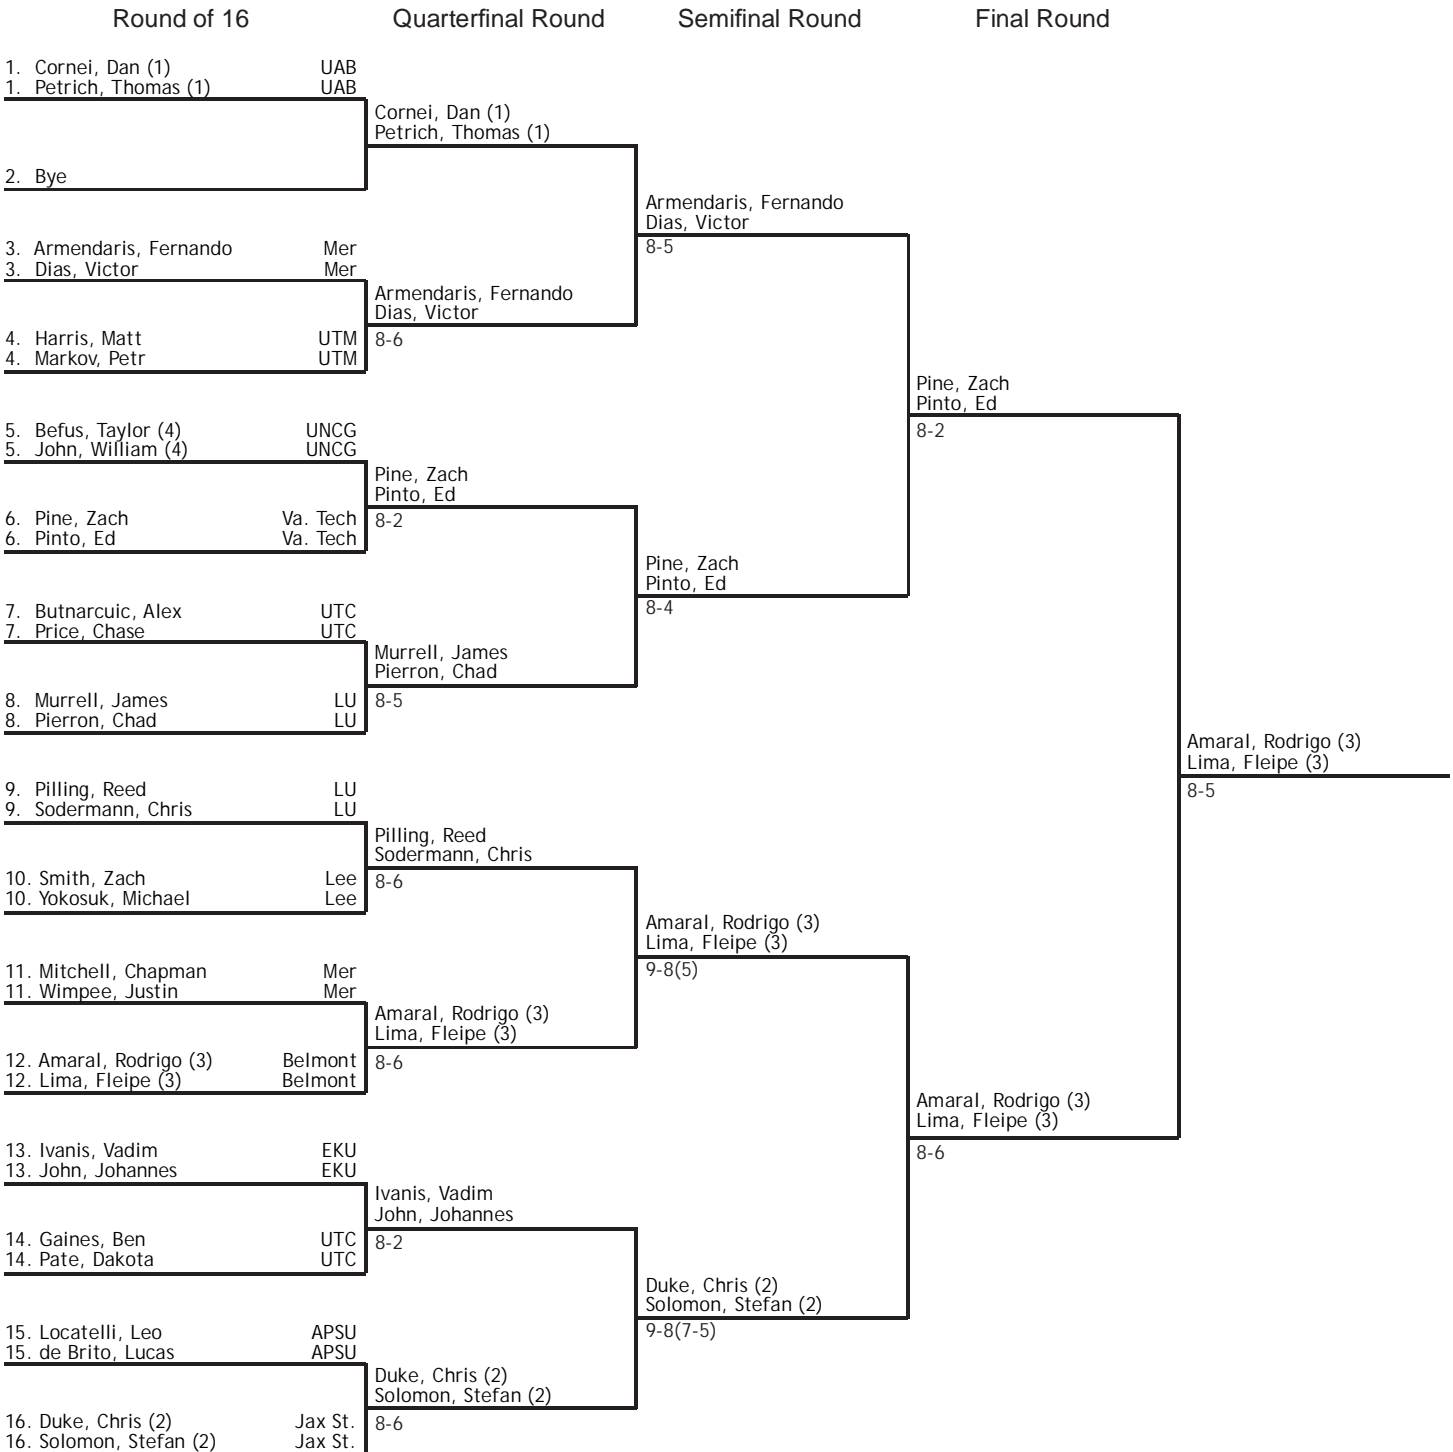 Round of 16
Quarterfinal Round
Semifinal Round
Final Round
1. Cornei, Dan (1) UAB
1. Petrich, Thomas (1) UAB
2. Bye
3. Armendaris, Fernando Mer
3. Dias, Victor Mer
4. Harris, Matt UTM
4. Markov, Petr UTM
5. Befus, Taylor (4) UNCG
5. John, William (4) UNCG
6. Pine, Zach Va. Tech
6. Pinto, Ed Va. Tech
7. Butnarcuic, Alex UTC
7. Price, Chase UTC
8. Murrell, James LU
8. Pierron, Chad LU
9. Pilling, Reed LU
9. Sodermann, Chris LU
10. Smith, Zach Lee
10. Yokosuk, Michael Lee
11. Mitchell, Chapman Mer
11. Wimpee, Justin Mer
12. Amaral, Rodrigo (3) Belmont
12. Lima, Fleipe (3) Belmont
13. Ivanis, Vadim EKU
13. John, Johannes EKU
14. Gaines, Ben UTC
14. Pate, Dakota UTC
15. Locatelli, Leo APSU
15. de Brito, Lucas APSU
16. Duke, Chris (2) Jax St.
16. Solomon, Stefan (2) Jax St.
Cornei, Dan (1)
Petrich, Thomas (1)
Armendaris, Fernando
Dias, Victor
8-6
Pine, Zach
Pinto, Ed
8-2
Murrell, James
Pierron, Chad
8-5
Pilling, Reed
Sodermann, Chris
8-6
Amaral, Rodrigo (3)
Lima, Fleipe (3)
8-6
Ivanis, Vadim
John, Johannes
8-2
Duke, Chris (2)
Solomon, Stefan (2)
8-6
Armendaris, Fernando
Dias, Victor
8-5
Pine, Zach
Pinto, Ed
8-4
Amaral, Rodrigo (3)
Lima, Fleipe (3)
9-8(5)
Duke, Chris (2)
Solomon, Stefan (2)
9-8(7-5)
Pine, Zach
Pinto, Ed
8-2
Amaral, Rodrigo (3)
Lima, Fleipe (3)
8-6
Amaral, Rodrigo (3)
Lima, Fleipe (3)
8-5